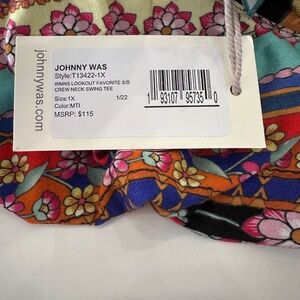 johnnywas.com
JOHNNY WAS
Style:T13422-1X
WMNS LOOKOUT FAVORITE S/S
CREW NECK SWING TEE
Size:1X 1/22
Color:MTI
MSRP: $115
1 93107 95735 0